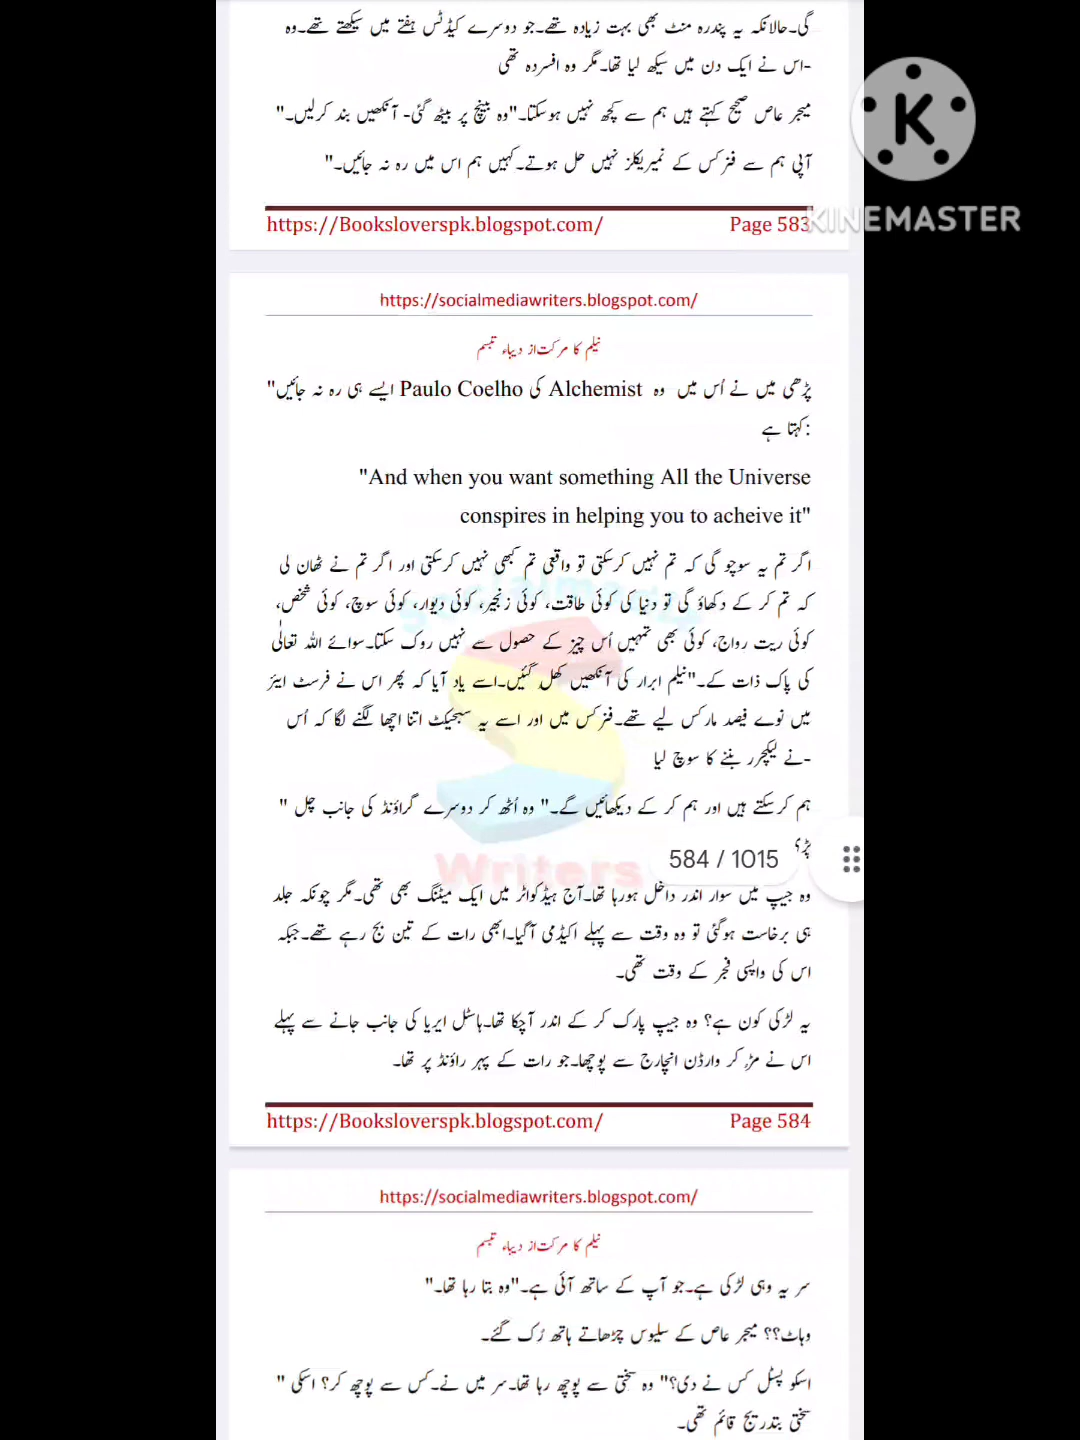 گی۔حالانکہ یہ پندرہ منٹ بھی بہت زیادہ تھے۔جو دوسرے کیڈٹس ہفتے میں سیکھتے تھے۔وہ
-اس نے ایک دن میں سیکھ لیا تھا۔مگر وہ افسردہ تھی
میجر عاص صحیح کہتے ہیں ہم سے کچھ نہیں ہوسکتا۔"وہ بینچ پر بیٹھ گئی- آنکھیں بند کرلیں۔"
آپی ہم سے فزکس کے نمیریکلز نہیں حل ہوتے۔کہیں ہم اس میں رہ نہ جائیں۔"
https://Booksloverspk.blogspot.com/ Page 583
KINEMASTER
https://socialmediawriters.blogspot.com/
نیلم کا مرکت از دیباء تبسم
پڑھی میں نے اُس میں وہ Alchemist کی Paulo Coelho ایسے ہی رہ نہ جائیں"
:کہتا ہے
"And when you want something All the Universe
conspires in helping you to acheive it"
اگر تم یہ سوچو گی کہ تم نہیں کرسکتی تو واقعی تم کبھی نہیں کرسکتی اور اگر تم نے ٹھان لی
کہ تم کر کے دکھاؤ گی تو دنیا کی کوئی طاقت، کوئی زنجیر، کوئی دیوار، کوئی سوچ، کوئی شخص،
کوئی ریت رواج، کوئی بھی تمہیں اُس چیز کے حصول سے نہیں روک سکتا۔سوائے اللہ تعالٰی
کی پاک ذات کے۔"نیلم ابرار کی آنکھیں کھل گئیں۔اسے یاد آیا کہ پھر اس نے فرسٹ ایئر
میں نوے فیصد مارکس لیے تھے۔فزکس میں اور اسے یہ سبجیکٹ اتنا اچھا لگنے لگا کہ اُس
-نے لیکچرر بننے کا سوچ لیا
ہم کرسکتے ہیں اور ہم کر کے دیکھائیں گے۔" وہ اُٹھ کر دوسرے گراؤنڈ کی جانب چل "
584 / 1015
Writers
وہ جیپ میں سوار اندر داخل ہورہا تھا۔آج ہیڈکواٹر میں ایک میٹنگ بھی تھی۔مگر چونکہ جلد
ہی برخاست ہوگئی تو وہ وقت سے پہلے اکیڈمی آگیا۔ابھی رات کے تین بج رہے تھے۔جبکہ
اس کی واپسی فجر کے وقت تھی۔
یہ لڑکی کون ہے؟ وہ جیپ پارک کر کے اندر آچکا تھا۔ہاسٹل ایریا کی جانب جانے سے پہلے
اس نے مڑ کر وارڈن انچارج سے پوچھا۔جو رات کے پہر راؤنڈ پر تھا۔
https://Booksloverspk.blogspot.com/ Page 584
https://socialmediawriters.blogspot.com/
نیلم کا مرکت از دیباء تبسم
سر یہ وہی لڑکی ہے۔جو آپ کے ساتھ آئی ہے۔"وہ بتا رہا تھا۔"
وہاٹ؟؟ میجر عاص کے سلیوس چڑھاتے ہاتھ رُک گئے۔
اسکو پسٹل کس نے دی؟" وہ سختی سے پوچھ رہا تھا۔سر میں نے۔کس سے پوچھ کر؟ اسکی "
سختی بتدریج قائم تھی۔